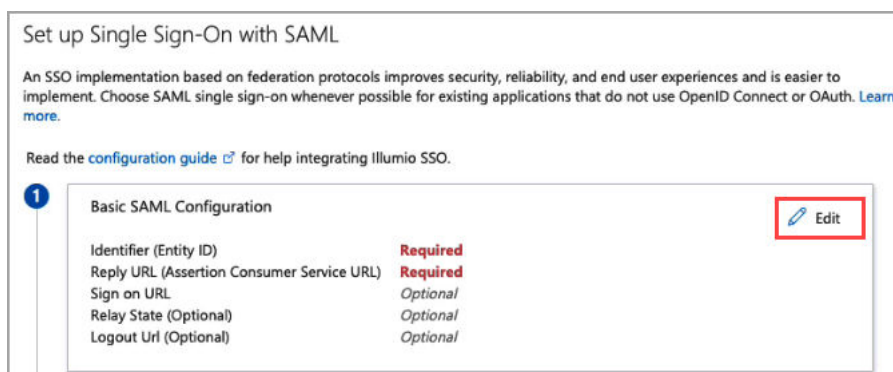 Set up Single Sign-On with SAML
An SSO implementation based on federation protocols improves security, reliability, and end user experiences and is easier to
implement. Choose SAML single sign-on whenever possible for existing applications that do not use OpenID Connect or OAuth. Learn
more.
Read the configuration guide for help integrating Illumio SSO.
1
Basic SAML Configuration
Edit
Identifier (Entity ID) Required
Reply URL (Assertion Consumer Service URL) Required
Sign on URL Optional
Relay State (Optional) Optional
Logout Url (Optional) Optional